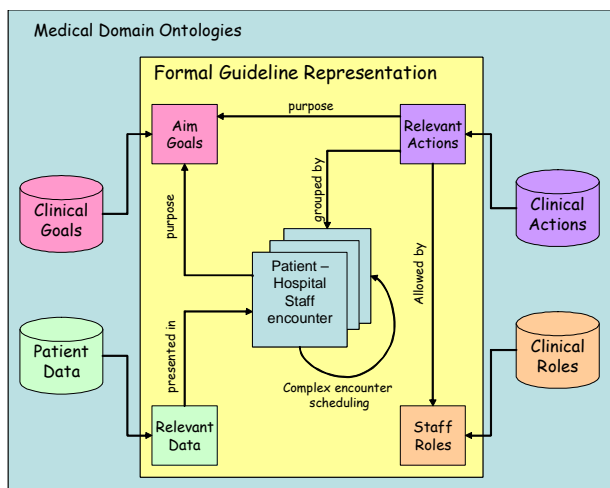 Medical Domain Ontologies
Formal Guideline Representation
purpose
Aim
Goals
Relevant
Actions
Clinical
Goals
Clinical
Actions
grouped by
purpose
Allowed by
Patient –
Hospital
Staff
encounter
Patient
Data
Clinical
Roles
presented in
Complex encounter
scheduling
Relevant
Data
Staff
Roles